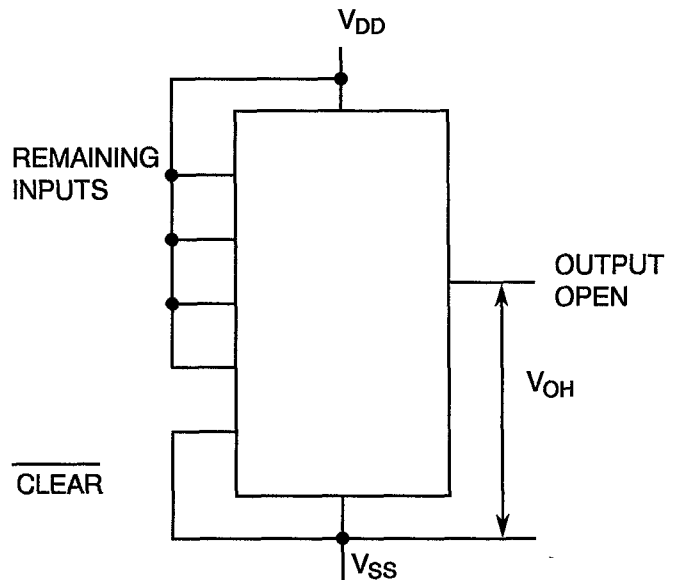 VDD
REMAINING
INPUTS
OUTPUT
OPEN
VOH
CLEAR
VSS